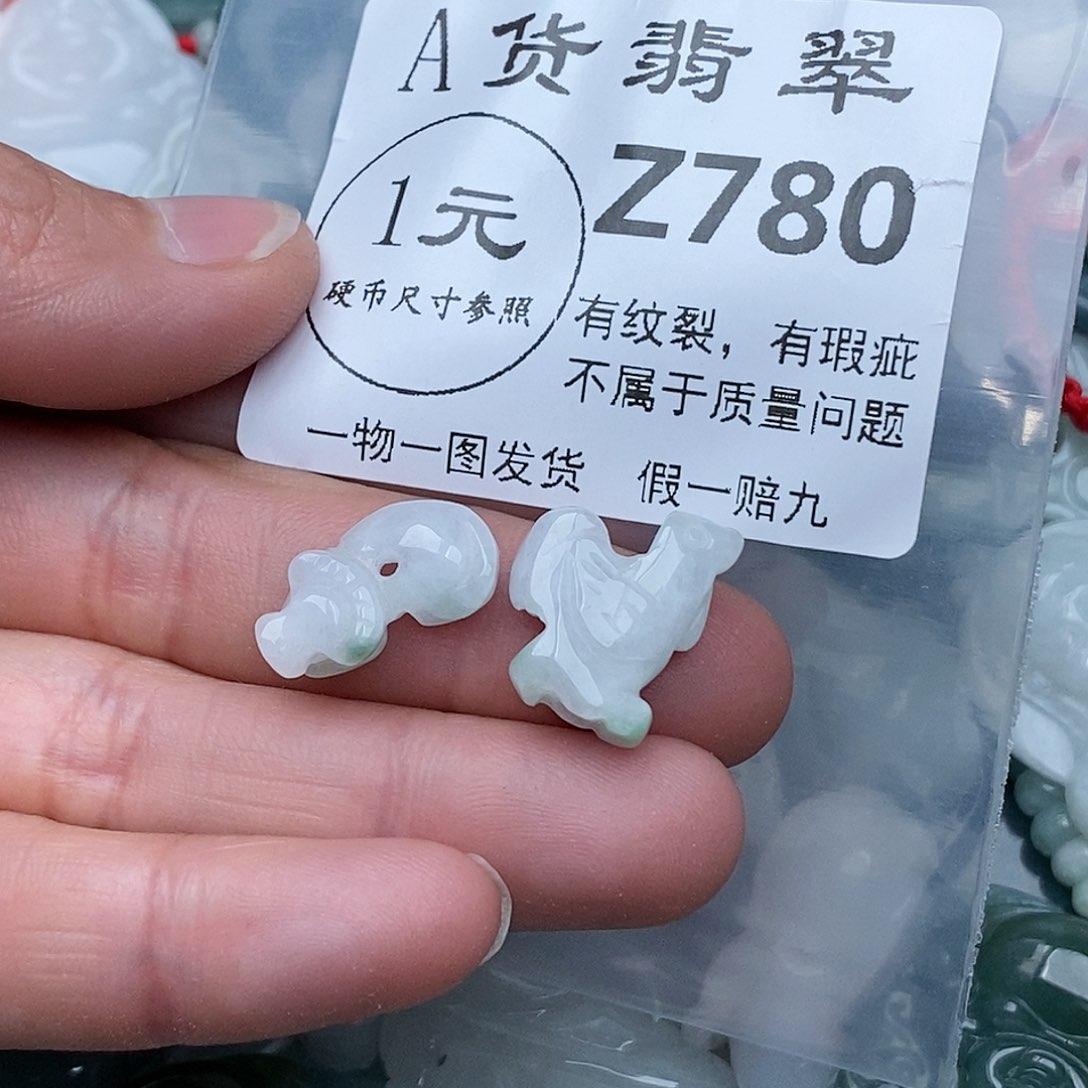 A货翡翠
Z780
1元
硬币尺寸参照
有纹裂，有瑕疵
不属于质量问题
一物一图发货 假一赔九